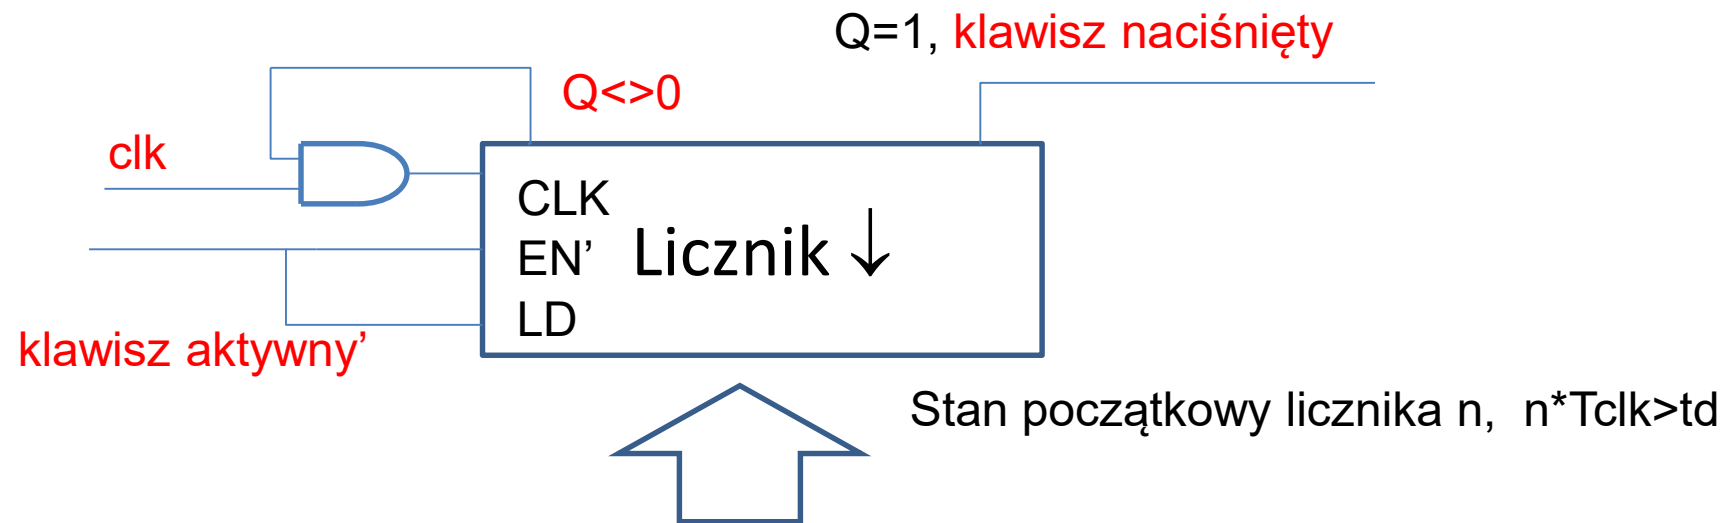 Q=1, klawisz naciśnięty
Q<>0
clk
CLK
EN’ Licznik ↓
LD
klawisz aktywny’
Stan początkowy licznika n, n*Tclk>td